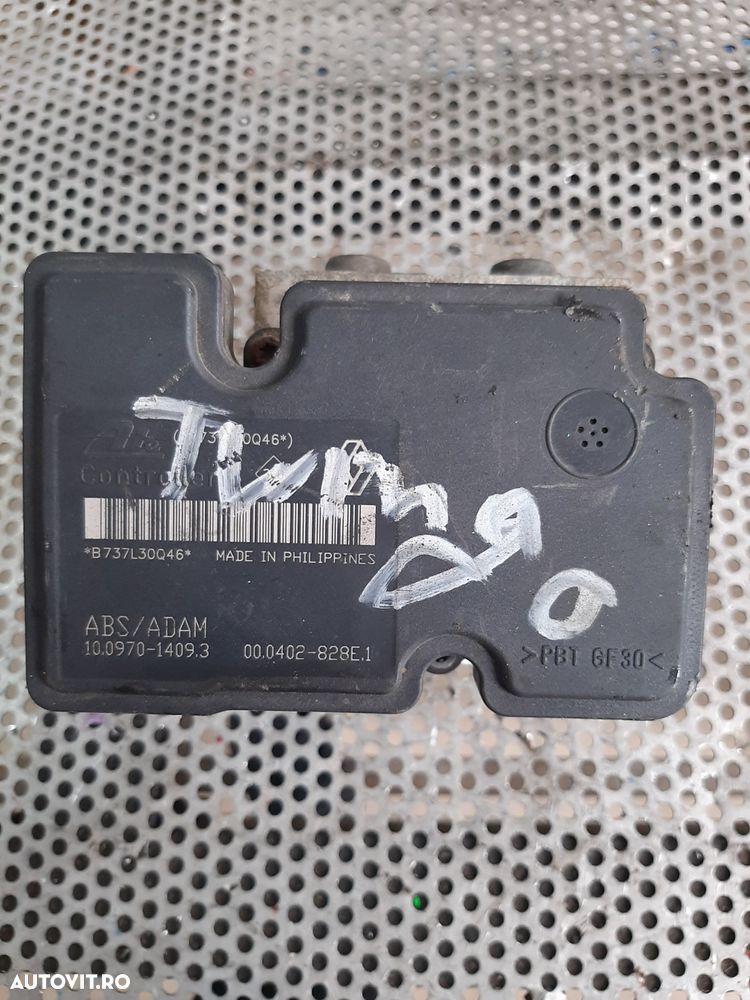 Ate
Controller
*B737L30Q46* MADE IN PHILIPPINES
ABS/ADAM
10.0970-1409.3 00.0402-828E.1
>PBT GF30<
AUTOVIT.RO